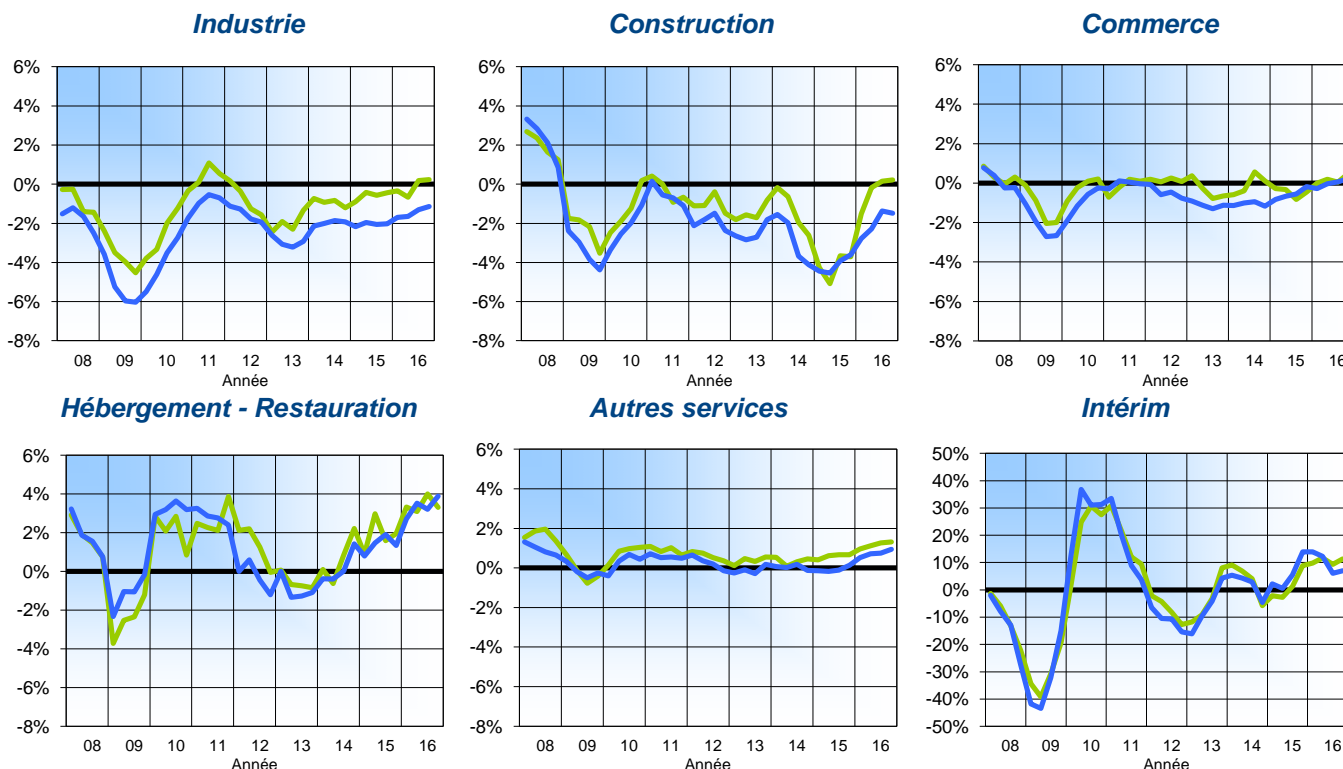 Industrie
6%
4%
2%
0%
-2%
-4%
-6%
-8%
08 09 10 11 12 13 14 15 16
Année
Construction
6%
4%
2%
0%
-2%
-4%
-6%
-8%
08 09 10 11 12 13 14 15 16
Année
Commerce
6%
4%
2%
0%
-2%
-4%
-6%
-8%
08 09 10 11 12 13 14 15 16
Année
Hébergement - Restauration
6%
4%
2%
0%
-2%
-4%
-6%
-8%
08 09 10 11 12 13 14 15 16
Année
Autres services
6%
4%
2%
0%
-2%
-4%
-6%
-8%
08 09 10 11 12 13 14 15 16
Année
Intérim
50%
40%
30%
20%
10%
0%
-10%
-20%
-30%
-40%
-50%
08 09 10 11 12 13 14 15 16
Année